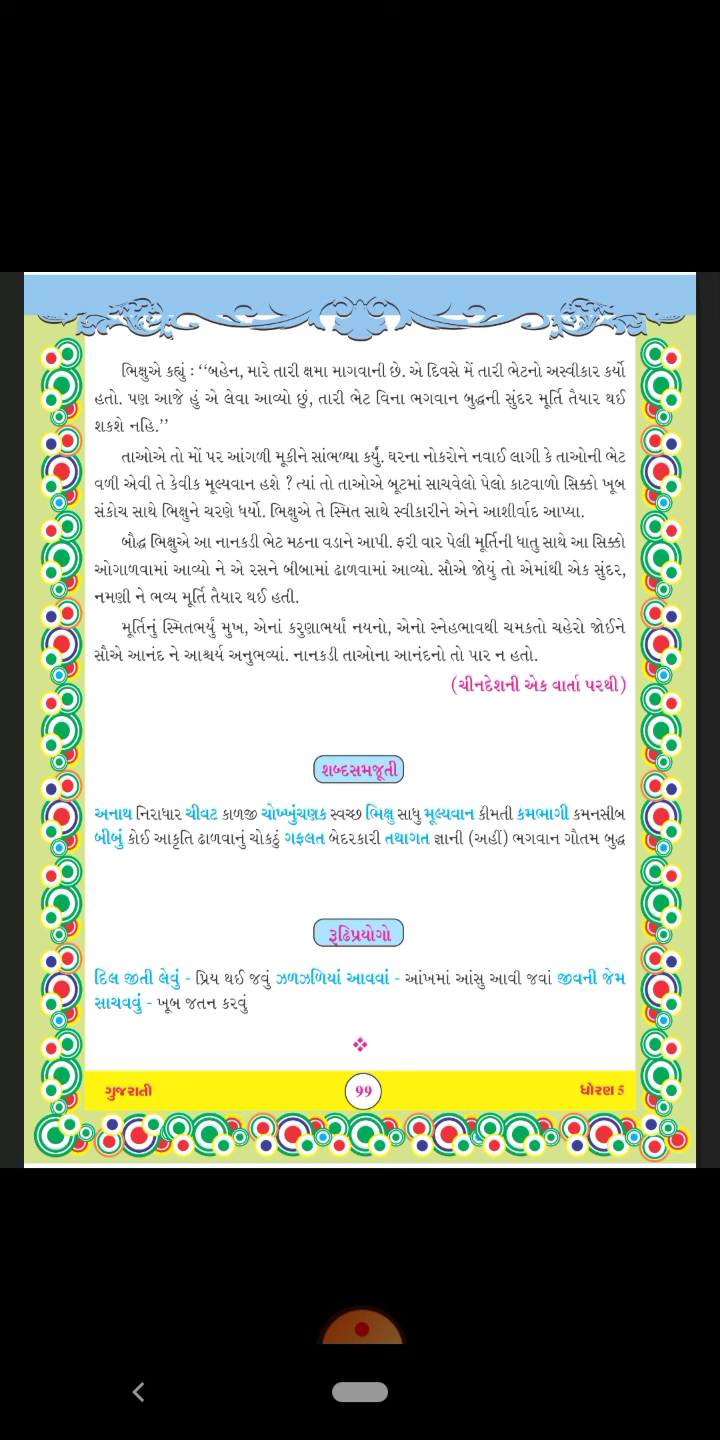 ભિક્ષુએ કહ્યું : ‘‘બહેન, મારે તારી ક્ષમા માગવાની છે. એ દિવસે મેં તારી ભેટનો અસ્વીકાર કર્યો
હતો. પણ આજે હું એ લેવા આવ્યો છું, તારી ભેટ વિના ભગવાન બુદ્ધની સુંદર મૂર્તિ તૈયાર થઈ
શકશે નહિ.’’
તાઓએ તો મોં પર આંગળી મૂકીને સાંભળ્યા કર્યું. ઘરના નોકરોને નવાઈ લાગી કે તાઓની ભેટ
વળી એવી તે કેવીક મૂલ્યવાન હશે ? ત્યાં તો તાઓએ બૂટમાં સાચવેલો પેલો કાટવાળો સિક્કો ખૂબ
સંકોચ સાથે ભિક્ષુને ચરણે ધર્યો. ભિક્ષુએ તે સ્મિત સાથે સ્વીકારીને એને આશીર્વાદ આપ્યા.
બૌદ્ધ ભિક્ષુએ આ નાનકડી ભેટ મઠના વડાને આપી. ફરી વાર પેલી મૂર્તિની ધાતુ સાથે આ સિક્કો
ઓગાળવામાં આવ્યો ને એ રસને બીબામાં ઢાળવામાં આવ્યો. સૌએ જોયું તો એમાંથી એક સુંદર,
નમણી ને ભવ્ય મૂર્તિ તૈયાર થઈ હતી.
મૂર્તિનું સ્મિતભર્યું મુખ, એનાં કરુણાભર્યાં નયનો, એનો સ્નેહભાવથી ચમકતો ચહેરો જોઈને
સૌએ આનંદ ને આશ્ચર્ય અનુભવ્યાં. નાનકડી તાઓના આનંદનો તો પાર ન હતો.
(ચીનદેશની એક વાર્તા પરથી)
શબ્દસમજૂતી
અનાથ નિરાધાર ચીવટ કાળજી ચોખ્ખુંચણક સ્વચ્છ ભિક્ષુ સાધુ મૂલ્યવાન કીમતી કમભાગી કમનસીબ
બીબું કોઈ આકૃતિ ઢાળવાનું ચોકઠું ગફલત બેદરકારી તથાગત જ્ઞાની (અહીં) ભગવાન ગૌતમ બુદ્ધ
રૂઢિપ્રયોગો
દિલ જીતી લેવું - પ્રિય થઈ જવું ઝળઝળિયાં આવવાં - આંખમાં આંસુ આવી જવાં જીવની જેમ
સાચવવું - ખૂબ જતન કરવું
ગુજરાતી
99
ધોરણ 5